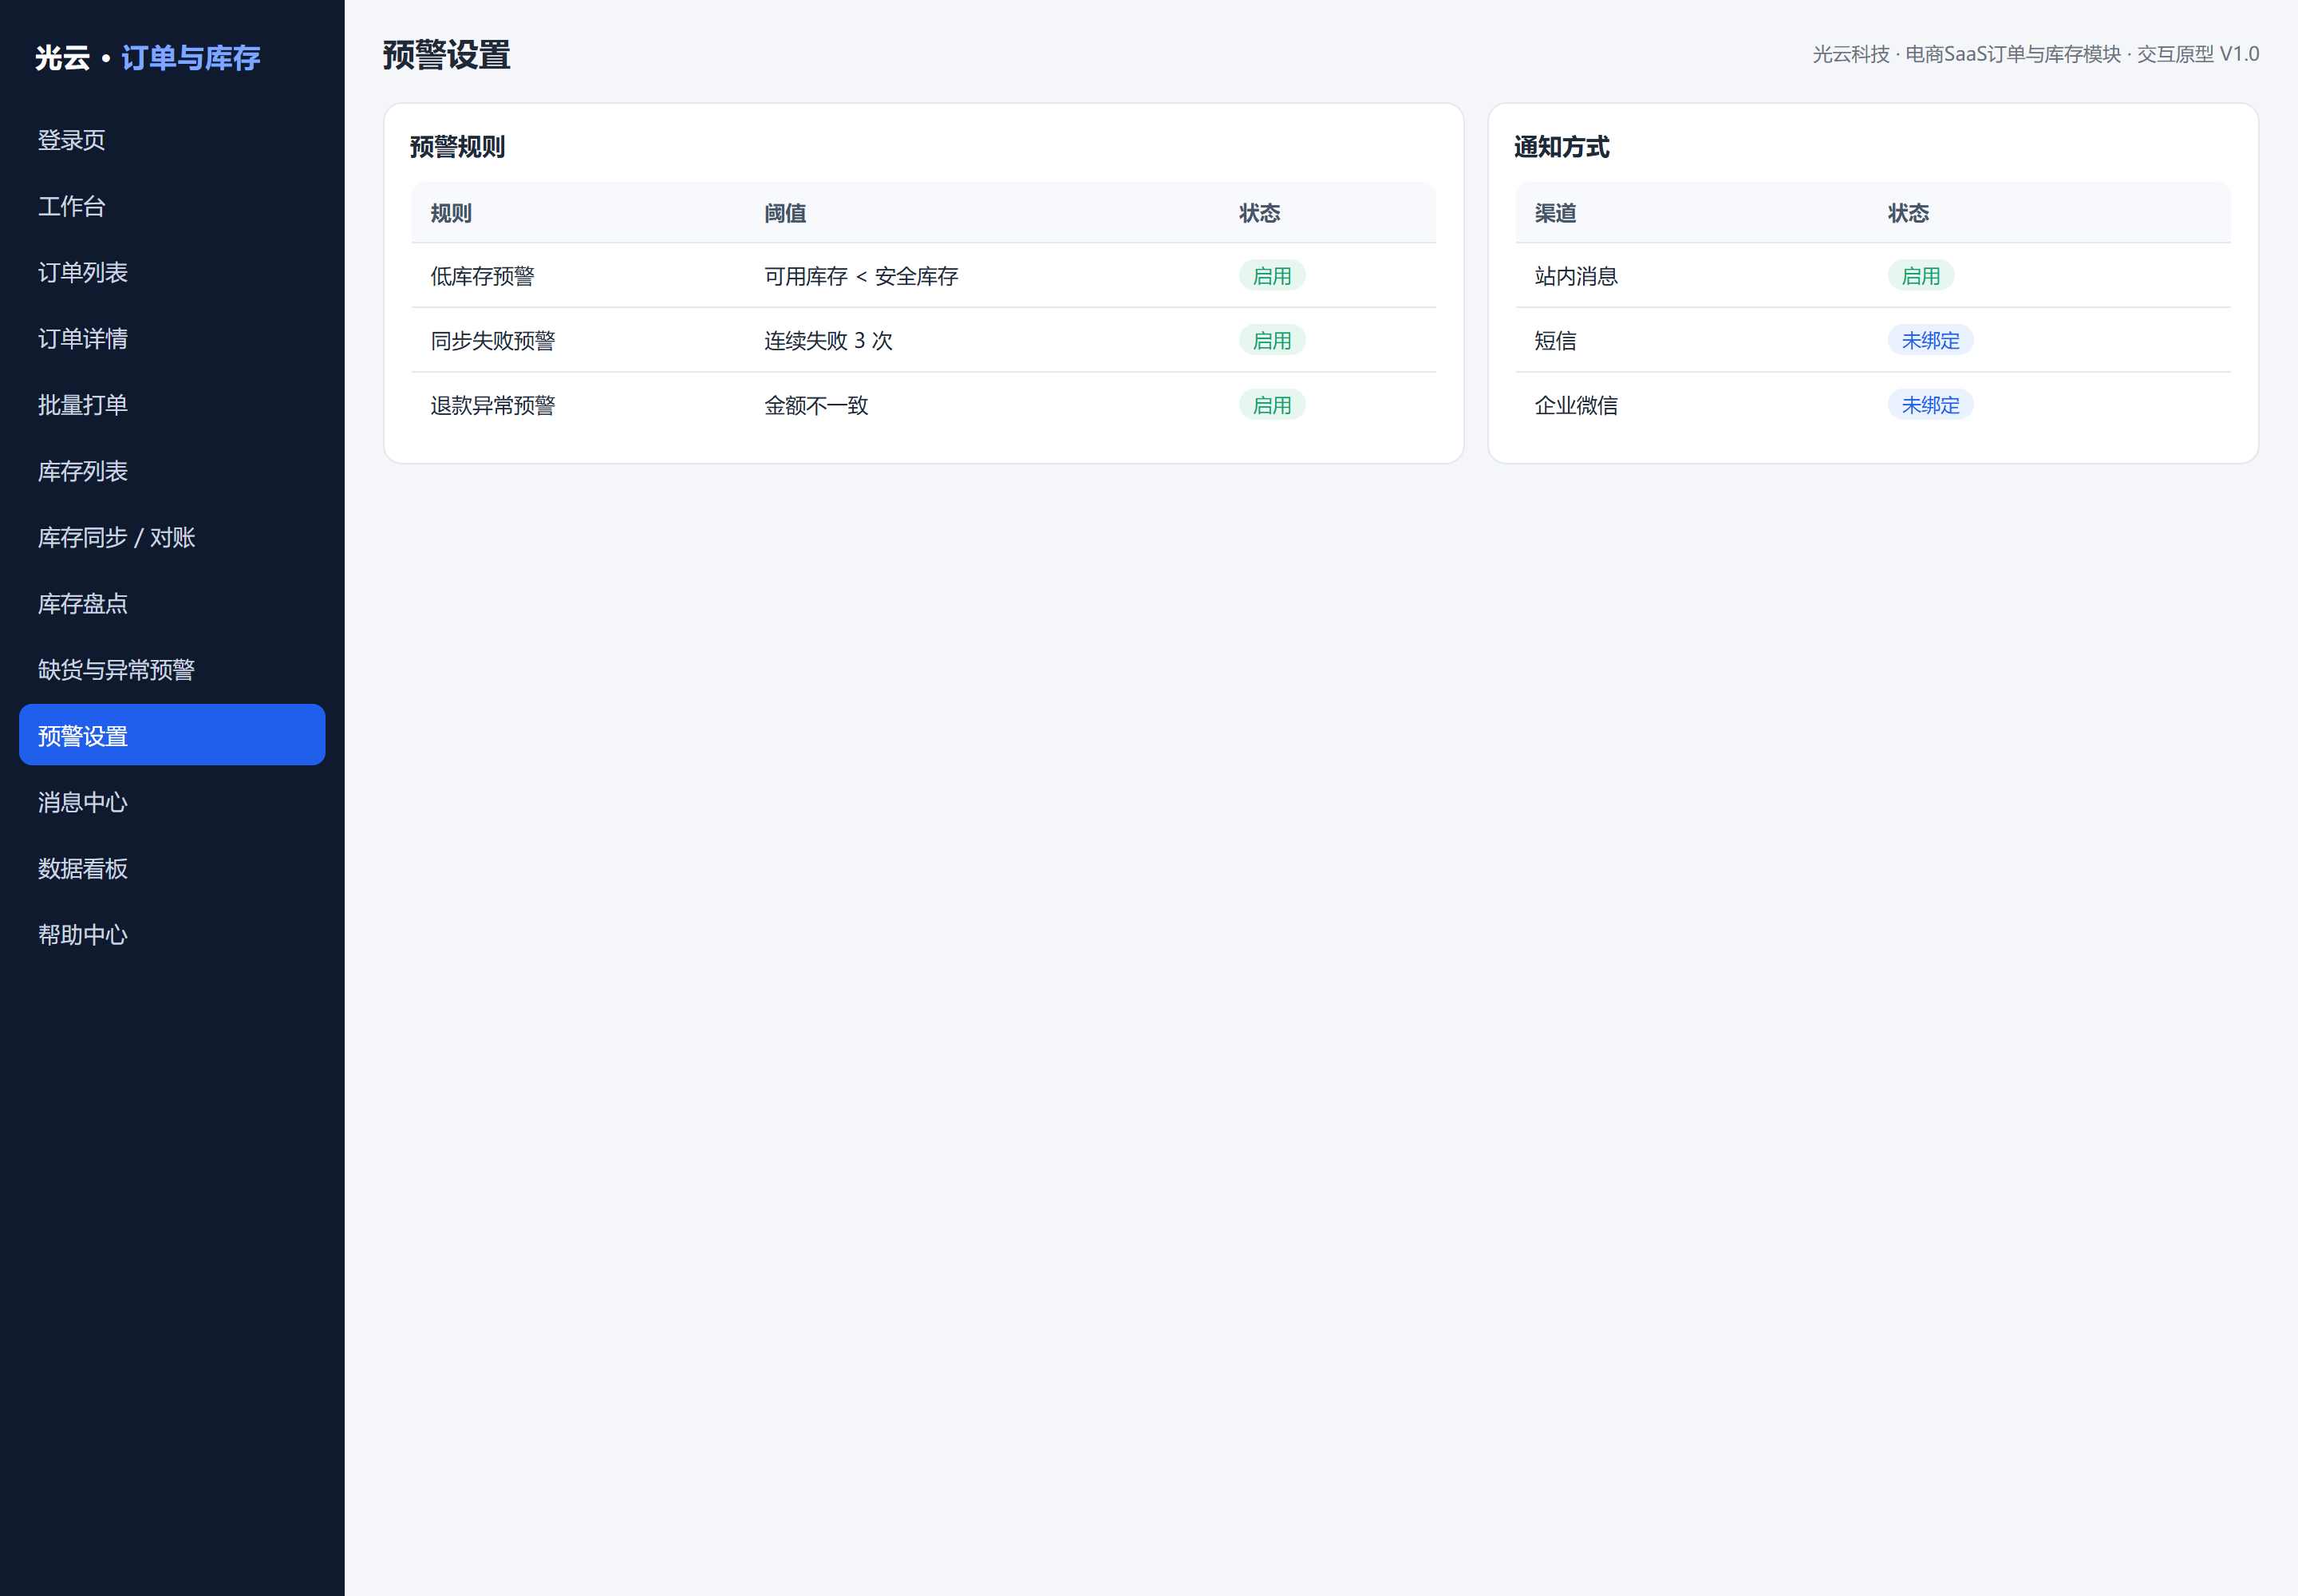 光云 · 订单与库存
登录页
工作台
订单列表
订单详情
批量打单
库存列表
库存同步 / 对账
库存盘点
缺货与异常预警
预警设置
消息中心
数据看板
帮助中心
预警设置
光云科技 · 电商SaaS订单与库存模块 · 交互原型 V1.0
预警规则
规则 阈值 状态
低库存预警 可用库存 < 安全库存 启用
同步失败预警 连续失败 3 次 启用
退款异常预警 金额不一致 启用
通知方式
渠道 状态
站内消息 启用
短信 未绑定
企业微信 未绑定